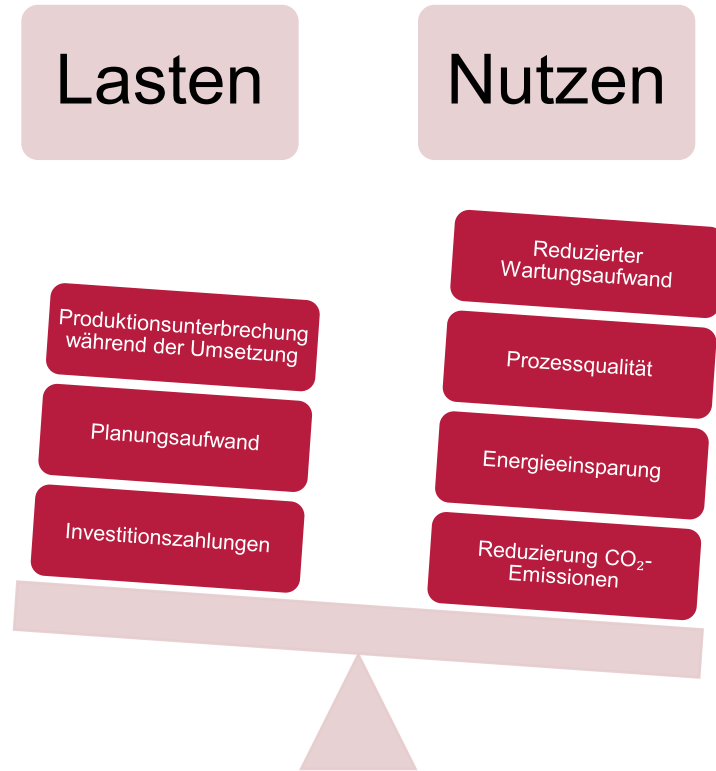 Lasten
Nutzen
Produktionsunterbrechung
während der Umsetzung
Planungsaufwand
Investitionszahlungen
Reduzierter
Wartungsaufwand
Prozessqualität
Energieeinsparung
Reduzierung CO₂-
Emissionen